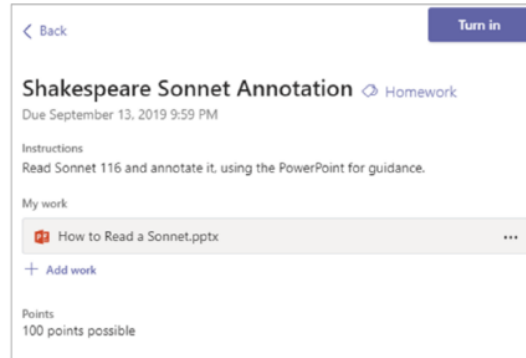 Back
Turn in
Shakespeare Sonnet Annotation Homework
Due September 13, 2019 9:59 PM
Instructions
Read Sonnet 116 and annotate it, using the PowerPoint for guidance.
My work
How to Read a Sonnet.pptx
Add work
Points
100 points possible